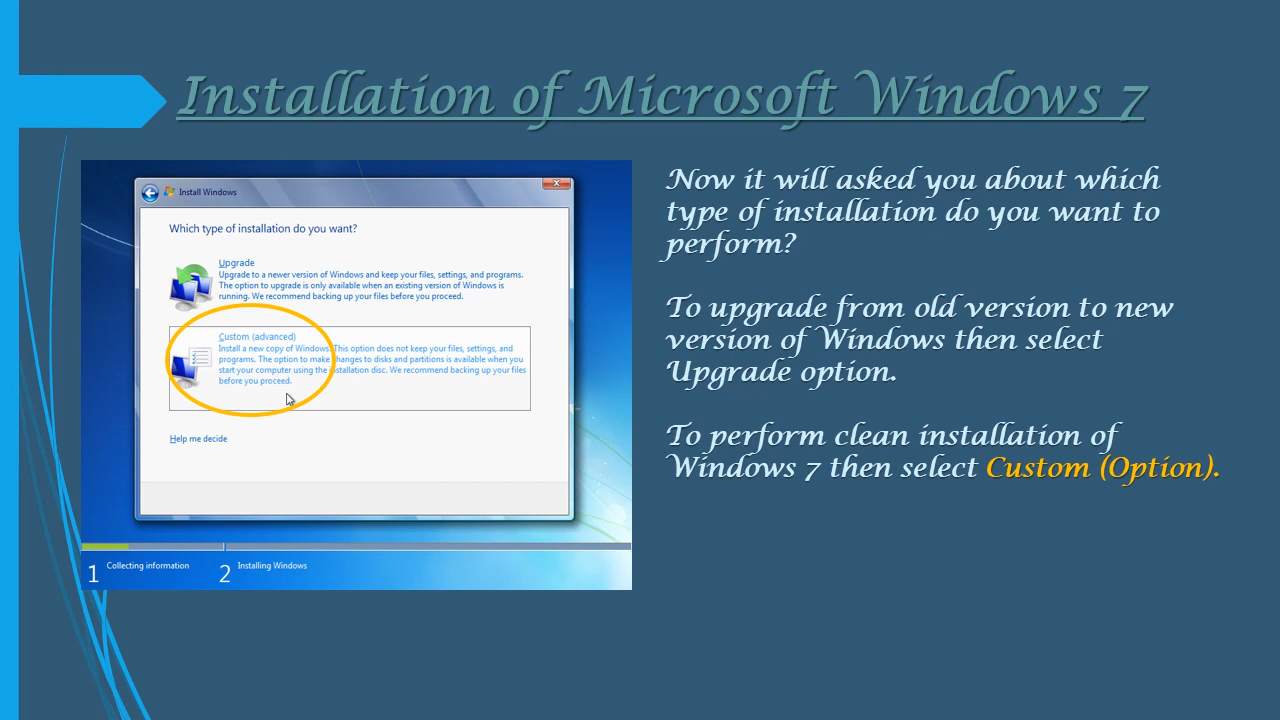 Installation of Microsoft Windows 7
Install Windows
Which type of installation do you want?
Upgrade
Upgrade to a newer version of Windows and keep your files, settings, and programs.
The option to upgrade is only available when an existing version of Windows is
running. We recommend backing up your files before you proceed.
Custom (advanced)
Install a new copy of Windows. This option does not keep your files, settings, and
programs. The option to make changes to disks and partitions is available when you
start your computer using the installation disc. We recommend backing up your files
before you proceed.
Help me decide
1 Collecting information
2 Installing Windows
Now it will asked you about which
type of installation do you want to
perform?
To upgrade from old version to new
version of Windows then select
Upgrade option.
To perform clean installation of
Windows 7 then select Custom (Option).